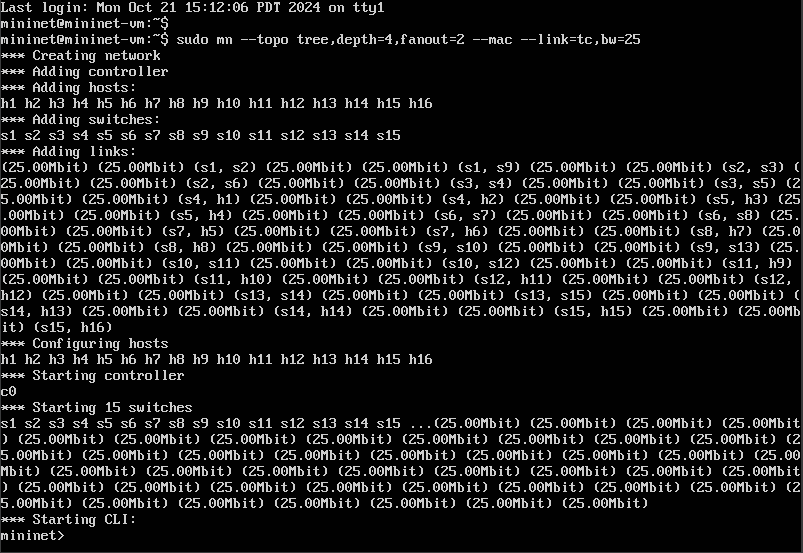 Last login: Mon Oct 21 15:12:06 PDT 2024 on tty1
mininet@mininet-vm:~$
mininet@mininet-vm:~$ sudo mn --topo tree,depth=4,fanout=2 --mac --link=tc,bw=25
*** Creating network
*** Adding controller
*** Adding hosts:
h1 h2 h3 h4 h5 h6 h7 h8 h9 h10 h11 h12 h13 h14 h15 h16
*** Adding switches:
s1 s2 s3 s4 s5 s6 s7 s8 s9 s10 s11 s12 s13 s14 s15
*** Adding links:
(25.00Mbit) (25.00Mbit) (s1, s2) (25.00Mbit) (25.00Mbit) (s1, s9) (25.00Mbit) (25.00Mbit) (s2, s3) (
25.00Mbit) (25.00Mbit) (s2, s6) (25.00Mbit) (25.00Mbit) (s3, s4) (25.00Mbit) (25.00Mbit) (s3, s5) (2
5.00Mbit) (25.00Mbit) (s4, h1) (25.00Mbit) (25.00Mbit) (s4, h2) (25.00Mbit) (25.00Mbit) (s5, h3) (25
.00Mbit) (25.00Mbit) (s5, h4) (25.00Mbit) (25.00Mbit) (s6, s7) (25.00Mbit) (25.00Mbit) (s6, s8) (25.
00Mbit) (25.00Mbit) (s7, h5) (25.00Mbit) (25.00Mbit) (s7, h6) (25.00Mbit) (25.00Mbit) (s8, h7) (25.0
0Mbit) (25.00Mbit) (s8, h8) (25.00Mbit) (25.00Mbit) (s9, s10) (25.00Mbit) (25.00Mbit) (s9, s13) (25.
00Mbit) (25.00Mbit) (s10, s11) (25.00Mbit) (25.00Mbit) (s10, s12) (25.00Mbit) (25.00Mbit) (s11, h9)
(25.00Mbit) (25.00Mbit) (s11, h10) (25.00Mbit) (25.00Mbit) (s12, h11) (25.00Mbit) (25.00Mbit) (s12,
h12) (25.00Mbit) (25.00Mbit) (s13, s14) (25.00Mbit) (25.00Mbit) (s13, s15) (25.00Mbit) (25.00Mbit) (
s14, h13) (25.00Mbit) (25.00Mbit) (s14, h14) (25.00Mbit) (25.00Mbit) (s15, h15) (25.00Mbit) (25.00Mb
it) (s15, h16)
*** Configuring hosts
h1 h2 h3 h4 h5 h6 h7 h8 h9 h10 h11 h12 h13 h14 h15 h16
*** Starting controller
c0
*** Starting 15 switches
s1 s2 s3 s4 s5 s6 s7 s8 s9 s10 s11 s12 s13 s14 s15 ...(25.00Mbit) (25.00Mbit) (25.00Mbit) (25.00Mbit
) (25.00Mbit) (25.00Mbit) (25.00Mbit) (25.00Mbit) (25.00Mbit) (25.00Mbit) (25.00Mbit) (25.00Mbit) (2
5.00Mbit) (25.00Mbit) (25.00Mbit) (25.00Mbit) (25.00Mbit) (25.00Mbit) (25.00Mbit) (25.00Mbit) (25.00
Mbit) (25.00Mbit) (25.00Mbit) (25.00Mbit) (25.00Mbit) (25.00Mbit) (25.00Mbit) (25.00Mbit) (25.00Mbit
) (25.00Mbit) (25.00Mbit) (25.00Mbit) (25.00Mbit) (25.00Mbit) (25.00Mbit) (25.00Mbit) (25.00Mbit) (2
5.00Mbit) (25.00Mbit) (25.00Mbit) (25.00Mbit) (25.00Mbit) (25.00Mbit)
*** Starting CLI:
mininet>